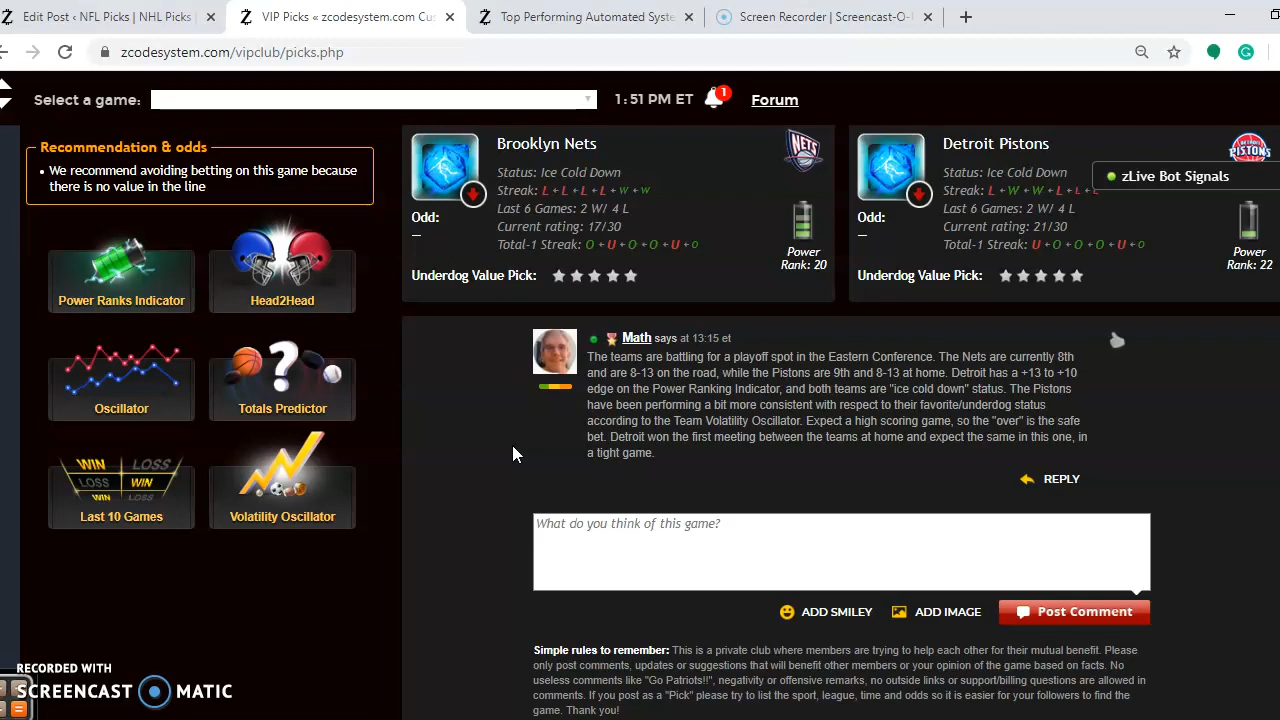 Edit Post ‹ NFL Picks | NHL Picks
VIP Picks « zcodesystem.com Cus
Top Performing Automated Syste
Screen Recorder | Screencast-O-
zcodesystem.com/vipclub/picks.php
Select a game:
1:51 PM ET
1
Forum
Recommendation & odds
We recommend avoiding betting on this game because
there is no value in the line
Power Ranks Indicator
Head2Head
Oscillator
Totals Predictor
WIN LOSS
LOSS WIN
WIN LOSS
Last 10 Games
Volatility Oscillator
Brooklyn Nets
NETS
Status: Ice Cold Down
Streak: L L L L W W
Last 6 Games: 2 W/ 4 L
Odd:
–
Current rating: 17/30
Total-1 Streak: O U O O U O
Power
Rank: 20
Underdog Value Pick:
Detroit Pistons
PISTONS
Status: Ice Cold Down
zLive Bot Signals
Streak: L W W L L L
Last 6 Games: 2 W/ 4 L
Odd:
–
Current rating: 21/30
Total-1 Streak: U O O O U O
Power
Rank: 22
Underdog Value Pick:
Math says at 13:15 et
The teams are battling for a playoff spot in the Eastern Conference. The Nets are currently 8th
and are 8-13 on the road, while the Pistons are 9th and 8-13 at home. Detroit has a +13 to +10
edge on the Power Ranking Indicator, and both teams are "ice cold down" status. The Pistons
have been performing a bit more consistent with respect to their favorite/underdog status
according to the Team Volatility Oscillator. Expect a high scoring game, so the "over" is the safe
bet. Detroit won the first meeting between the teams at home and expect the same in this one, in
a tight game.
REPLY
What do you think of this game?
ADD SMILEY
ADD IMAGE
Post Comment
Simple rules to remember: This is a private club where members are trying to help each other for their mutual benefit. Please
only post comments, updates or suggestions that will benefit other members or your opinion of the game based on facts. No
useless comments like "Go Patriots!!", negativity or offensive remarks, no outside links or support/billing questions are allowed in
comments. If you post as a "Pick" please try to list the sport, league, time and odds so it is easier for your followers to find the
game. Thank you!
RECORDED WITH
SCREENCAST MATIC